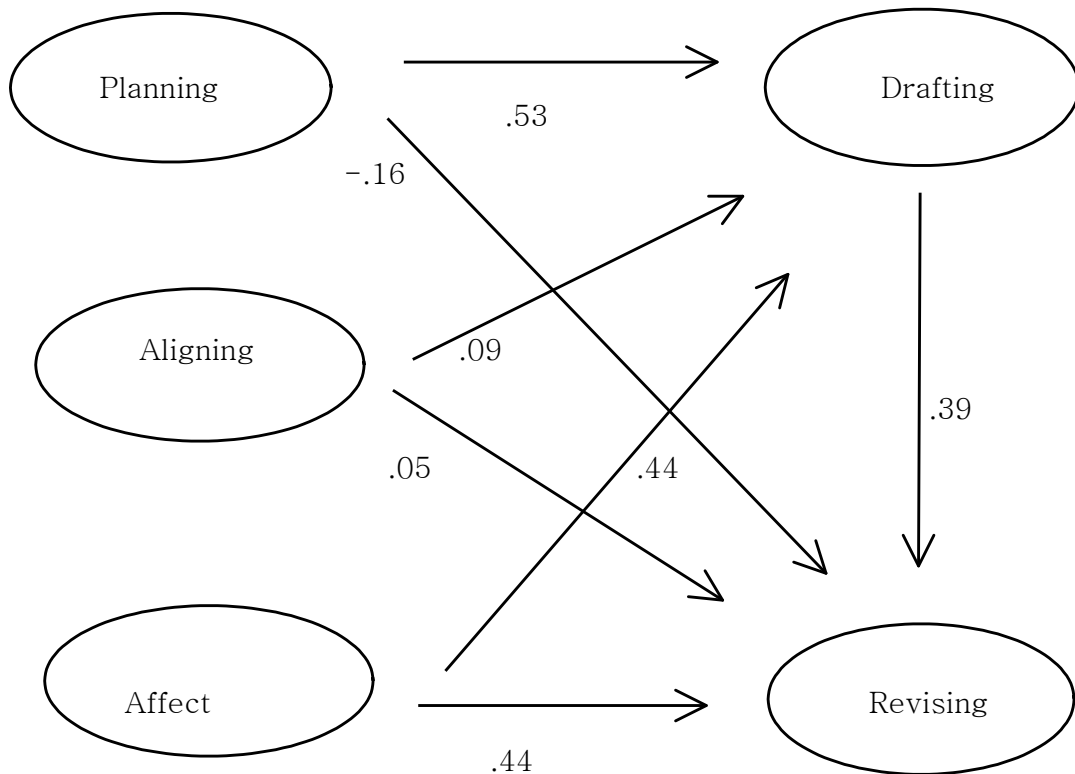 Planning
Drafting
.53
-.16
Aligning
.09
.39
.05
.44
Affect
Revising
.44